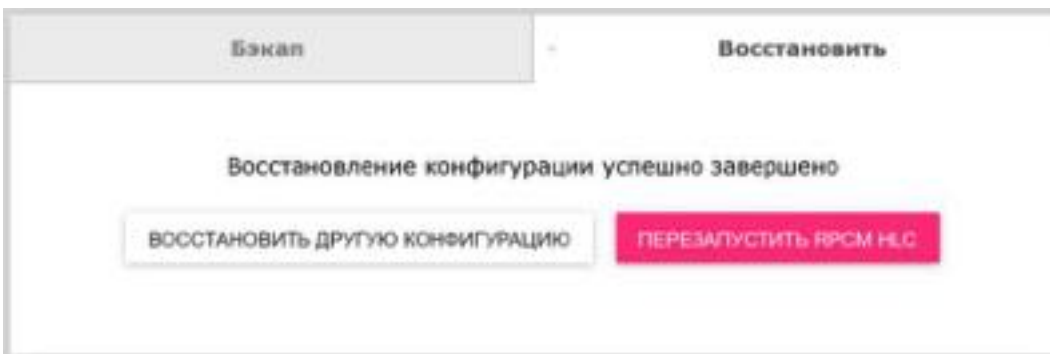 Бэкап
Восстановить
Восстановление конфигурации успешно завершено
ВОССТАНОВИТЬ ДРУГУЮ КОНФИГУРАЦИЮ
ПЕРЕЗАПУСТИТЬ RPCM HLC